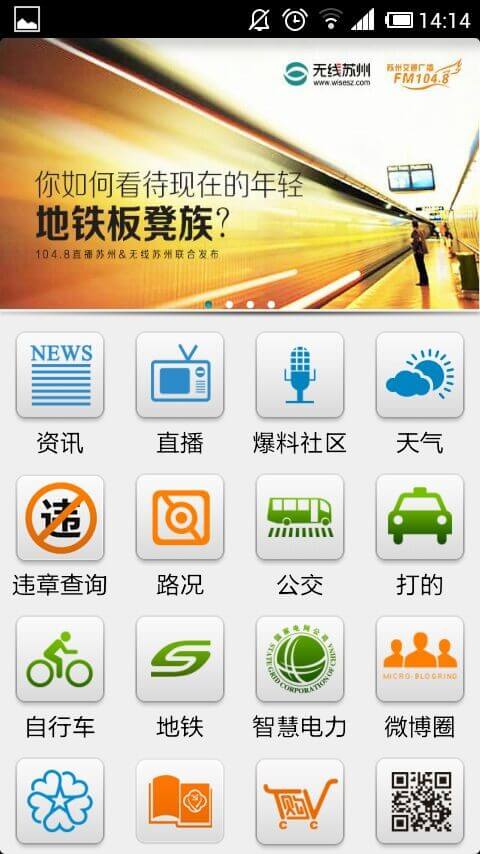 14:14
无线苏州
www.wisesz.com
苏州交通广播
FM104.8
你如何看待现在的年轻
地铁板凳族?
104.8直播苏州&无线苏州联合发布
NEWS
资讯
直播
爆料社区
天气
违
违章查询
路况
公交
打的
自行车
地铁
国家电网公司
STATE GRID CORPORATION OF CHINA
智慧电力
MICRO-BLOGRING
微博圈
购
CC